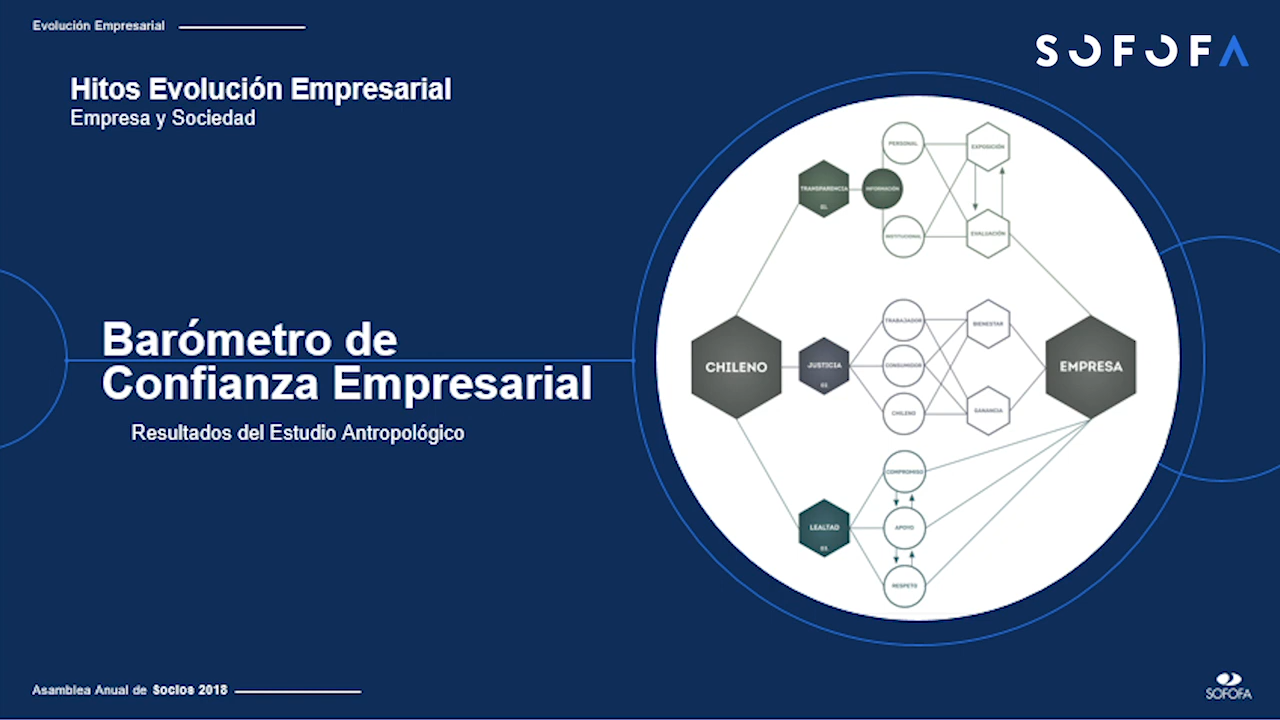 Evolución Empresarial
SOFOFA
Hitos Evolución Empresarial
Empresa y Sociedad
Barómetro de
Confianza Empresarial
Resultados del Estudio Antropológico
CHILENO
TRANSPARENCIA
01.
INFORMACIÓN
PERSONAL
INSTITUCIONAL
EXPOSICIÓN
EVALUACIÓN
JUSTICIA
TRABAJADOR
CONSUMIDOR
CHILENO
BIENESTAR
GANANCIA
EMPRESA
LEALTAD
COMPROMISO
APOYO
RESPETO
Asamblea Anual de Socios 2018
SOFOFA